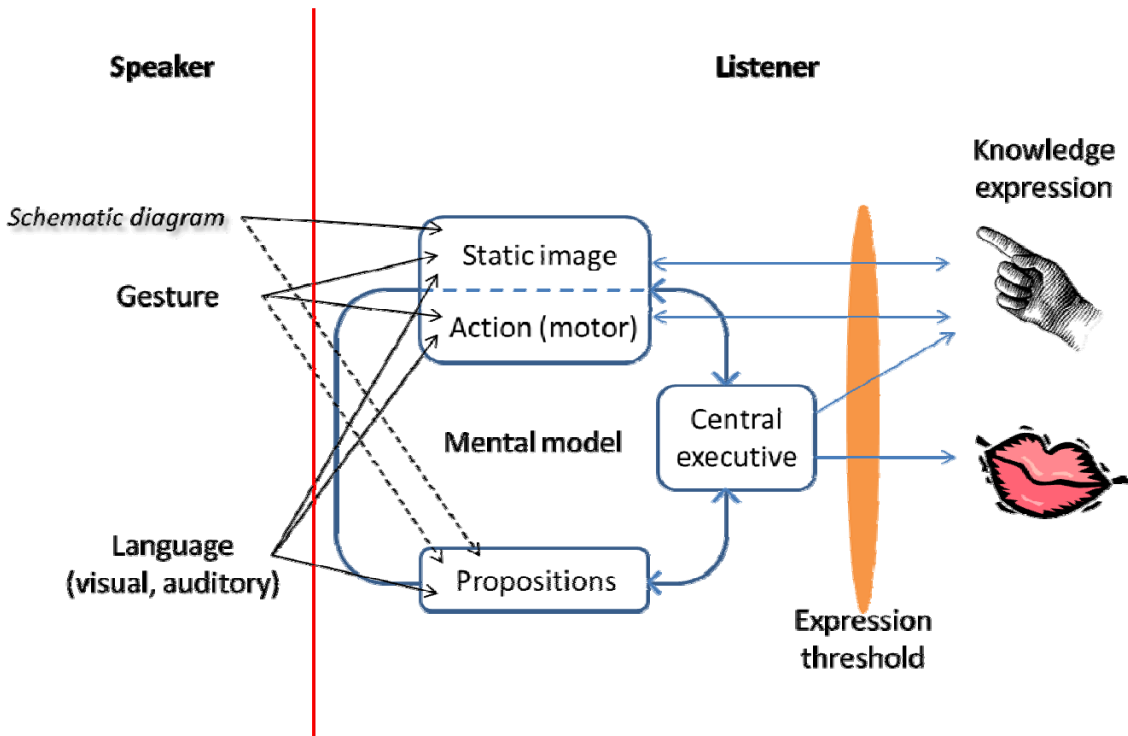 Speaker
Listener
Knowledge
expression
Schematic diagram
Static image
Gesture
Action (motor)
Central
executive
Mental model
Language
(visual, auditory)
Propositions
Expression
threshold